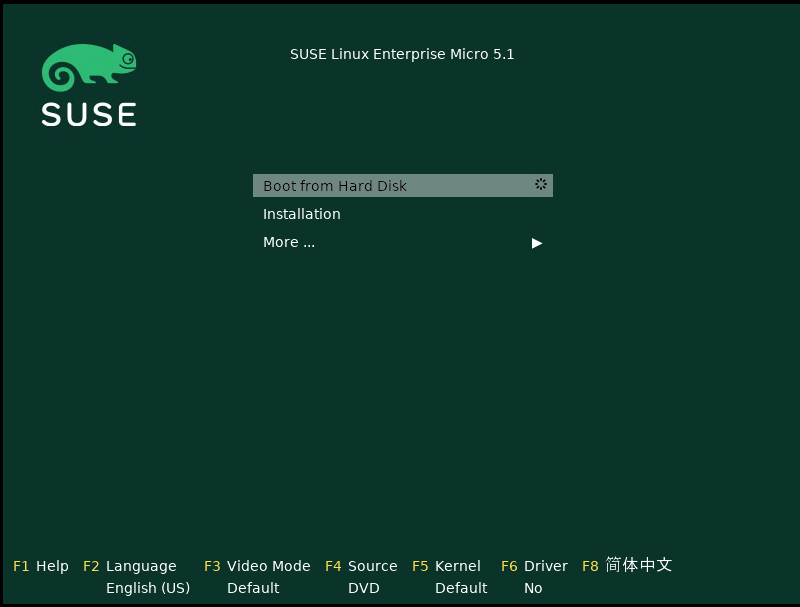 SUSE Linux Enterprise Micro 5.1
SUSE
Boot from Hard Disk
Installation
More ...
F1 Help F2 Language F3 Video Mode F4 Source F5 Kernel F6 Driver F8 简体中文
English (US) Default DVD Default No